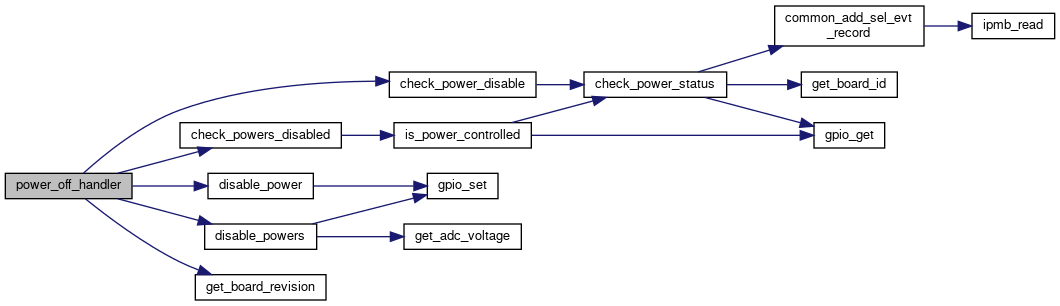 common_add_sel_evt
_record
ipmb_read
check_power_disable
check_power_status
get_board_id
check_powers_disabled
is_power_controlled
gpio_get
power_off_handler
disable_power
gpio_set
disable_powers
get_adc_voltage
get_board_revision